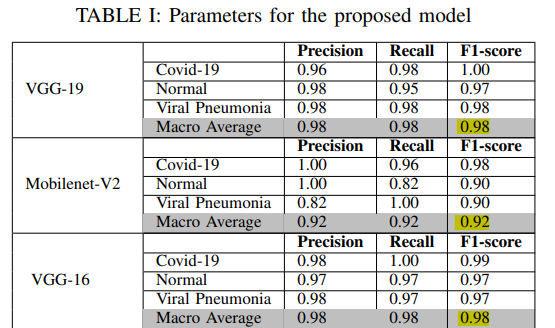 TABLE I: Parameters for the proposed model
Precision Recall F1-score
Covid-19 0.96 0.98 1.00
Normal 0.98 0.95 0.97
VGG-19
Viral Pneumonia 0.98 0.98 0.98
Macro Average 0.98 0.98 0.98
Precision Recall F1-score
Covid-19 1.00 0.96 0.98
Normal 1.00 0.82 0.90
Mobilenet-V2
Viral Pneumonia 0.82 1.00 0.90
Macro Average 0.92 0.92 0.92
Precision Recall F1-score
Covid-19 0.98 1.00 0.99
Normal 0.97 0.97 0.97
VGG-16
Viral Pneumonia 0.98 0.97 0.97
Macro Average 0.98 0.98 0.98